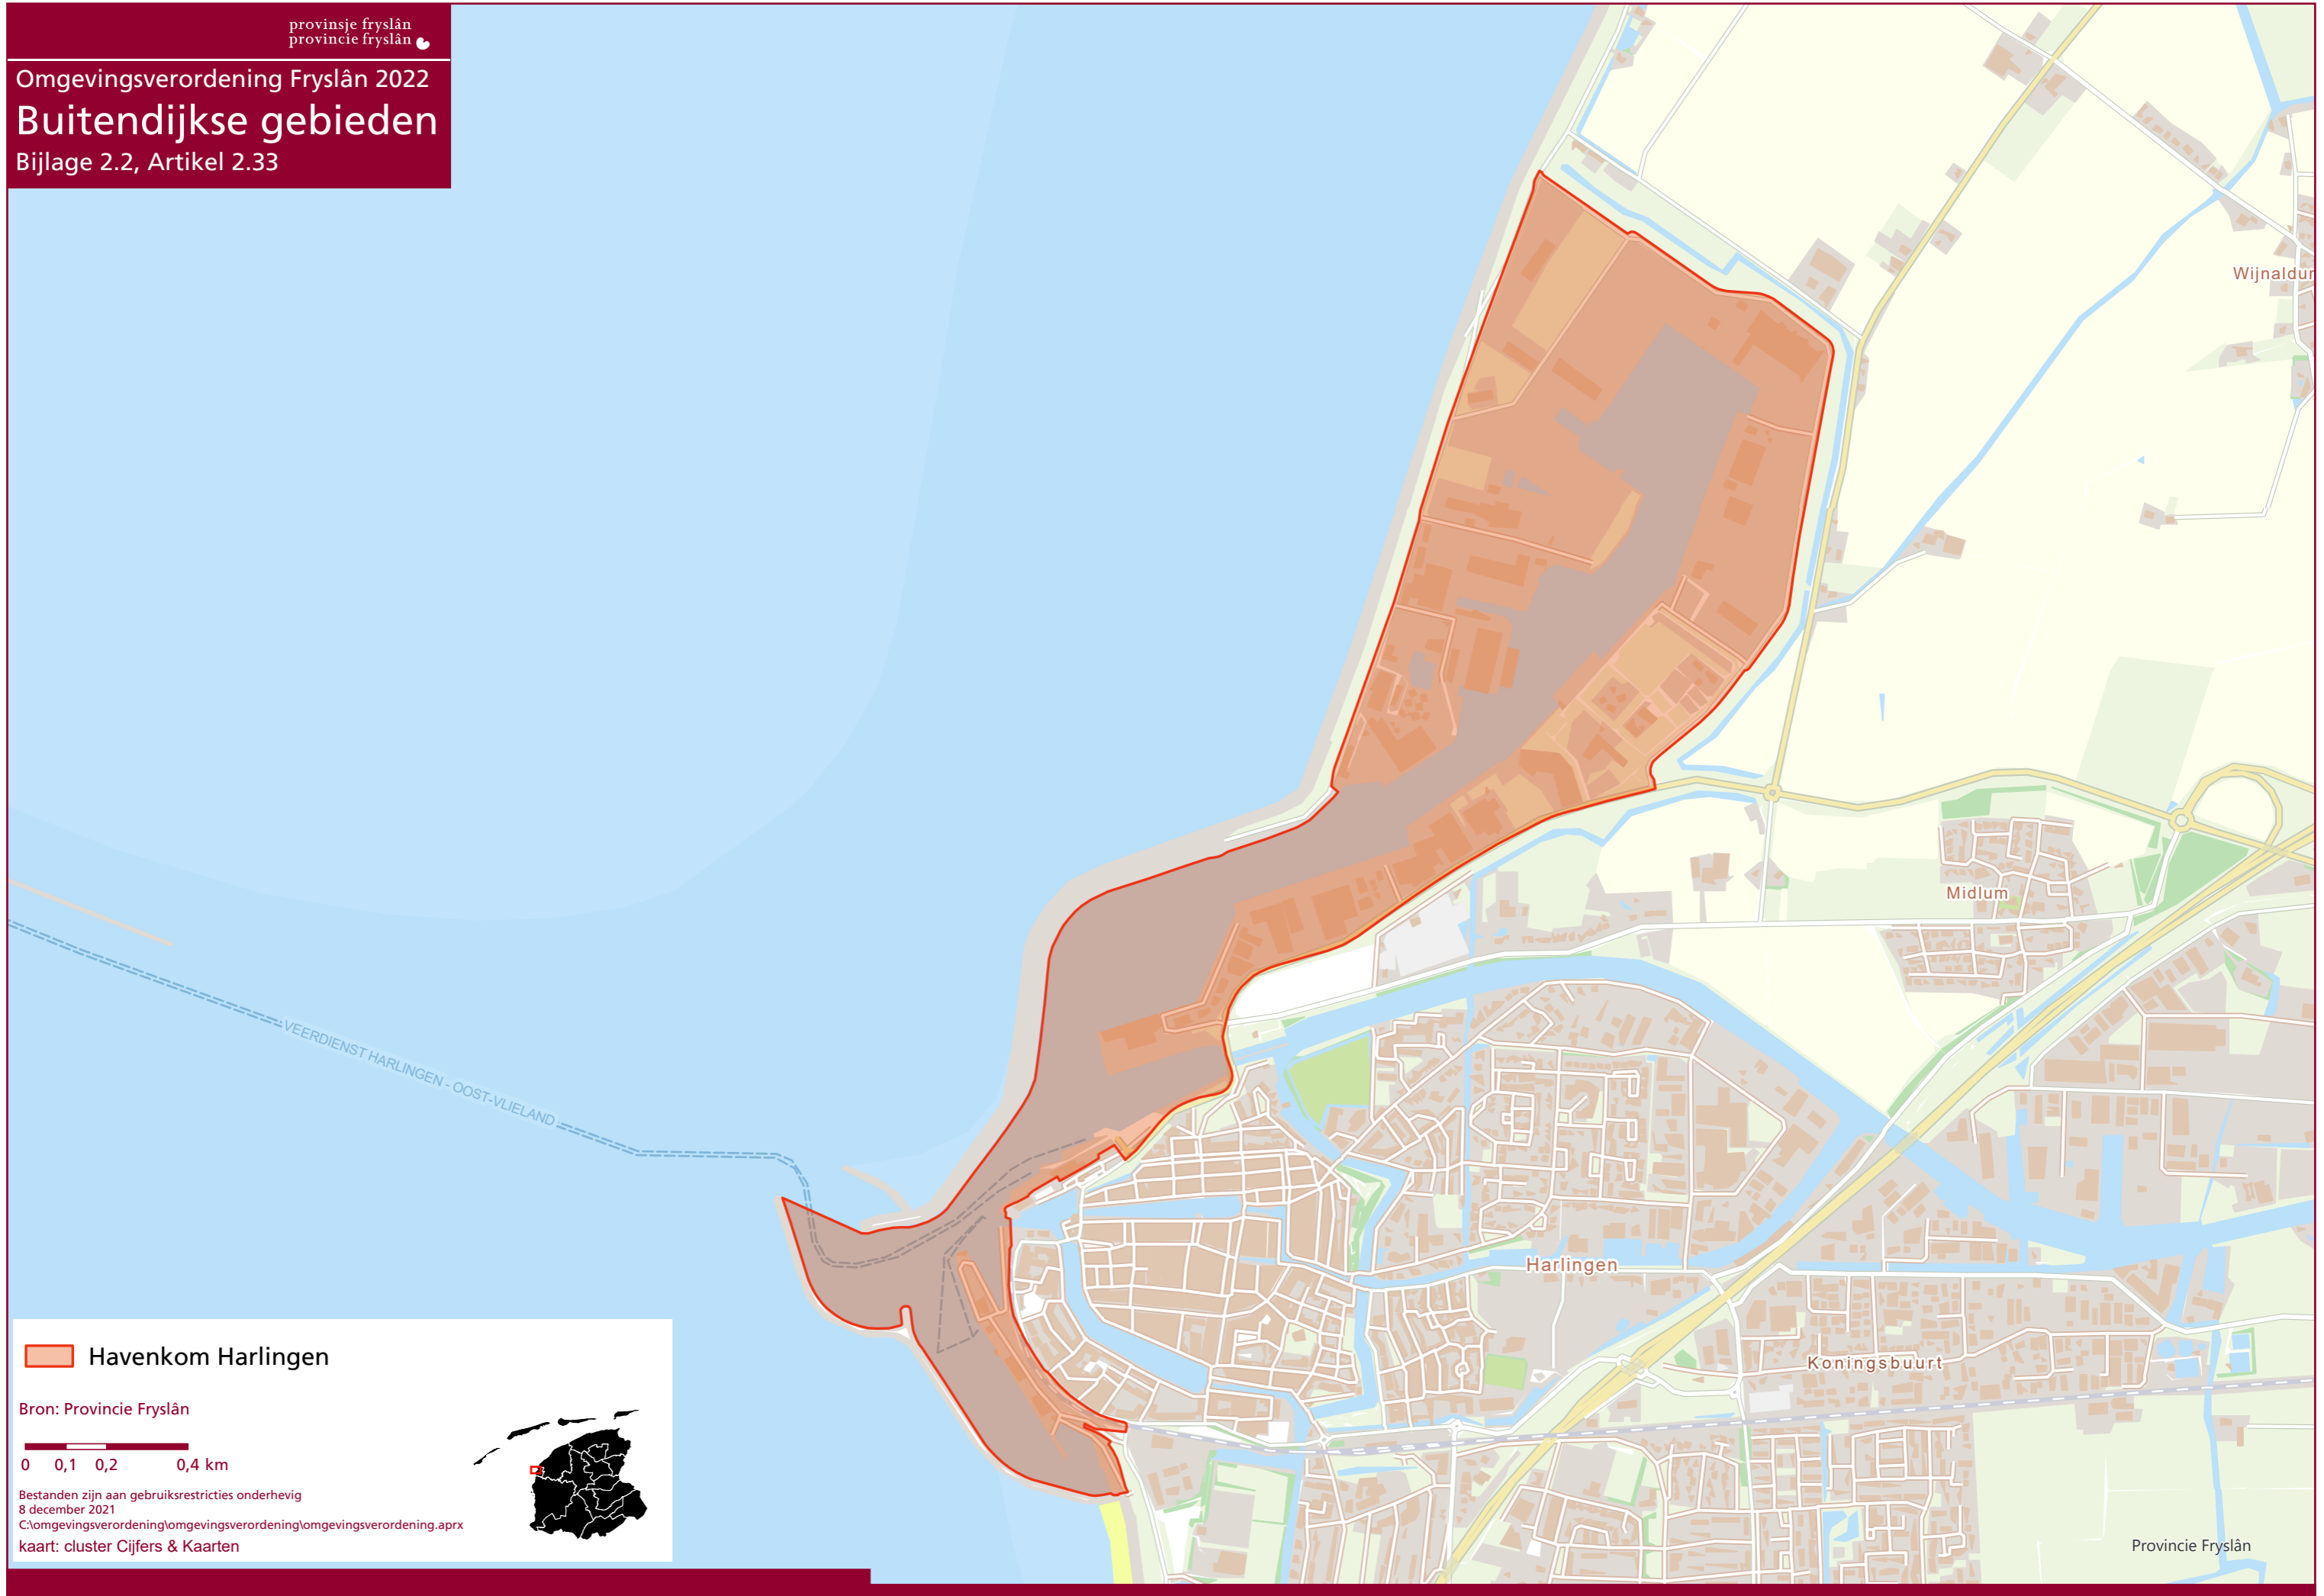 provinsje fryslân
provincie fryslân
Omgevingsverordening Fryslân 2022
Buitendijkse gebieden
Bijlage 2.2, Artikel 2.33
Wijnaldur
Midlum
VEERDIENST HARLINGEN - OOST-VLIELAND
Harlingen
Koningsbuurt
Havenkom Harlingen
Bron: Provincie Fryslân
0 0,1 0,2 0,4 km
Bestanden zijn aan gebruiksrestricties onderhevig
8 december 2021
C:\omgevingsverordening\omgevingsverordening\omgevingsverordening.aprx
kaart: cluster Cijfers & Kaarten
Provincie Fryslân